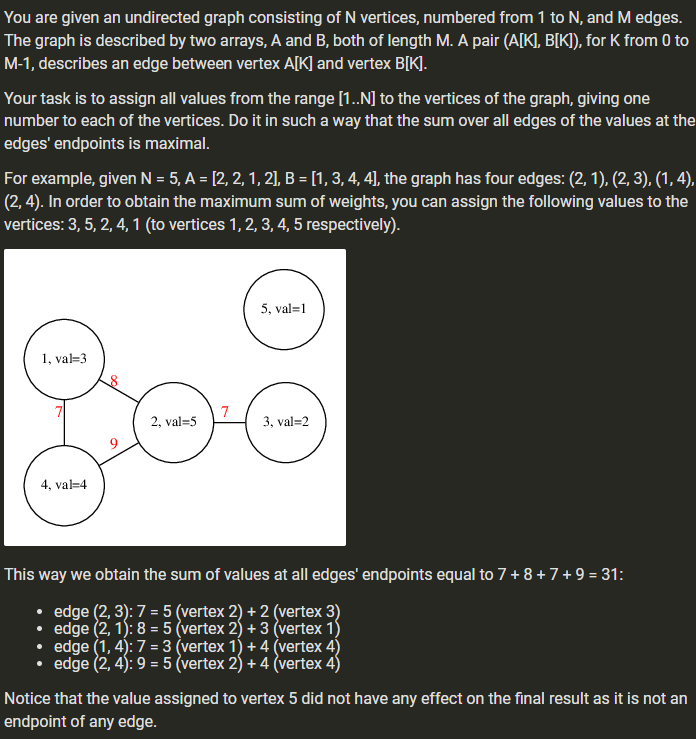 You are given an undirected graph consisting of N vertices, numbered from 1 to N, and M edges.
The graph is described by two arrays, A and B, both of length M. A pair (A[K], B[K]), for K from 0 to
M-1, describes an edge between vertex A[K] and vertex B[K].
Your task is to assign all values from the range [1..N] to the vertices of the graph, giving one
number to each of the vertices. Do it in such a way that the sum over all edges of the values at the
edges' endpoints is maximal.
For example, given N = 5, A = [2, 2, 1, 2], B = [1, 3, 4, 4], the graph has four edges: (2, 1), (2, 3), (1, 4),
(2, 4). In order to obtain the maximum sum of weights, you can assign the following values to the
vertices: 3, 5, 2, 4, 1 (to vertices 1, 2, 3, 4, 5 respectively).
5, val=1
1, val=3
8
7
2, val=5
7
3, val=2
9
4, val=4
This way we obtain the sum of values at all edges' endpoints equal to 7 + 8 + 7 + 9 = 31:
• edge (2, 3): 7 = 5 (vertex 2) + 2 (vertex 3)
• edge (2, 1): 8 = 5 (vertex 2) + 3 (vertex 1)
• edge (1, 4): 7 = 3 (vertex 1) + 4 (vertex 4)
• edge (2, 4): 9 = 5 (vertex 2) + 4 (vertex 4)
Notice that the value assigned to vertex 5 did not have any effect on the final result as it is not an
endpoint of any edge.